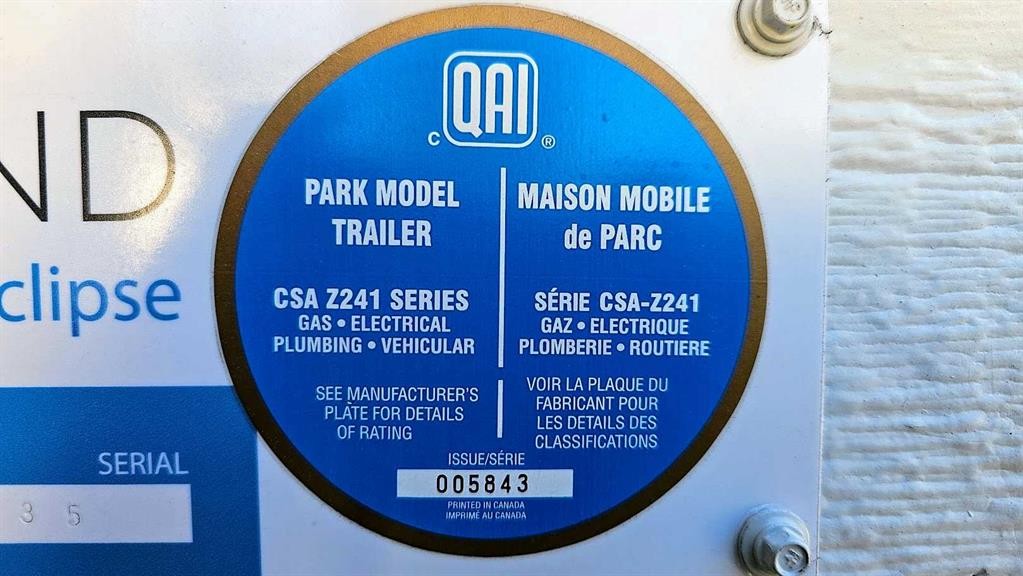 ND
clipse
SERIAL
3 5
QAI
C ®
PARK MODEL
TRAILER
CSA Z241 SERIES
GAS • ELECTRICAL
PLUMBING • VEHICULAR
SEE MANUFACTURER'S
PLATE FOR DETAILS
OF RATING
MAISON MOBILE
de PARC
SÉRIE CSA-Z241
GAZ • ELECTRIQUE
PLOMBERIE • ROUTIERE
VOIR LA PLAQUE DU
FABRICANT POUR
LES DETAILS DES
CLASSIFICATIONS
ISSUE/SÉRIE
005843
PRINTED IN CANADA
IMPRIMÉ AU CANADA